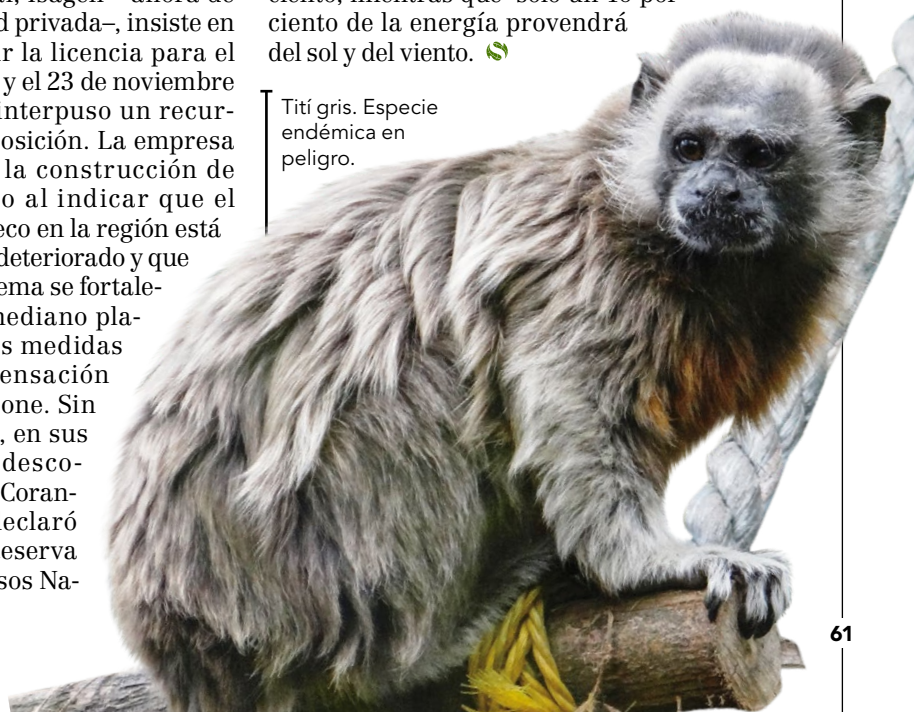 d privada–, insiste en
r la licencia para el
y el 23 de noviembre
interpuso un recur-
osición. La empresa
la construcción de
o al indicar que el
eco en la región está
deteriorado y que
ema se fortale-
mediano pla-
s medidas
ensación
one. Sin
, en sus
desco-
Coran-
eclaró
eserva
sos Na-
ciento de la energía provendrá
del sol y del viento.
Tití gris. Especie
endémica en
peligro.
61